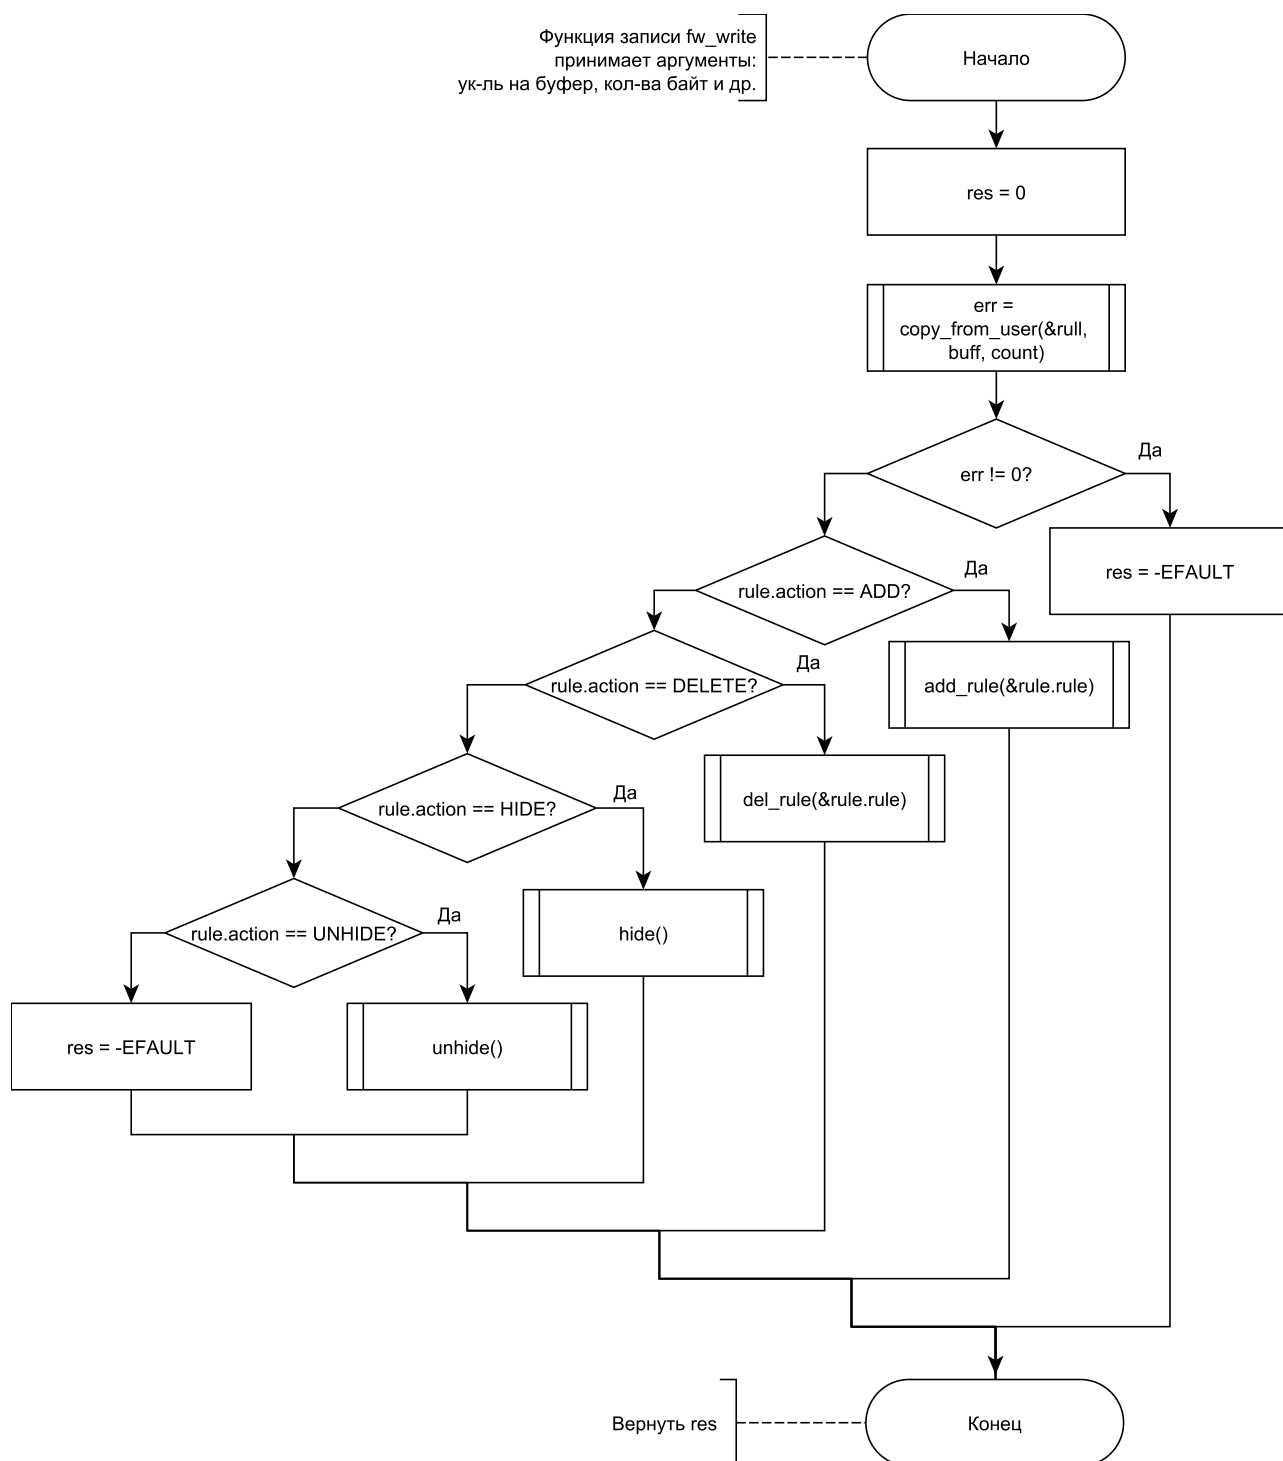 Функция записи fw_write
принимает аргументы:
ук-ль на буфер, кол-ва байт и др.
Начало
res = 0
err =
copy_from_user(&rull,
buff, count)
err != 0?
Да
res = -EFAULT
rule.action == ADD?
Да
add_rule(&rule.rule)
rule.action == DELETE?
Да
del_rule(&rule.rule)
rule.action == HIDE?
Да
hide()
rule.action == UNHIDE?
Да
res = -EFAULT
unhide()
Вернуть res
Конец